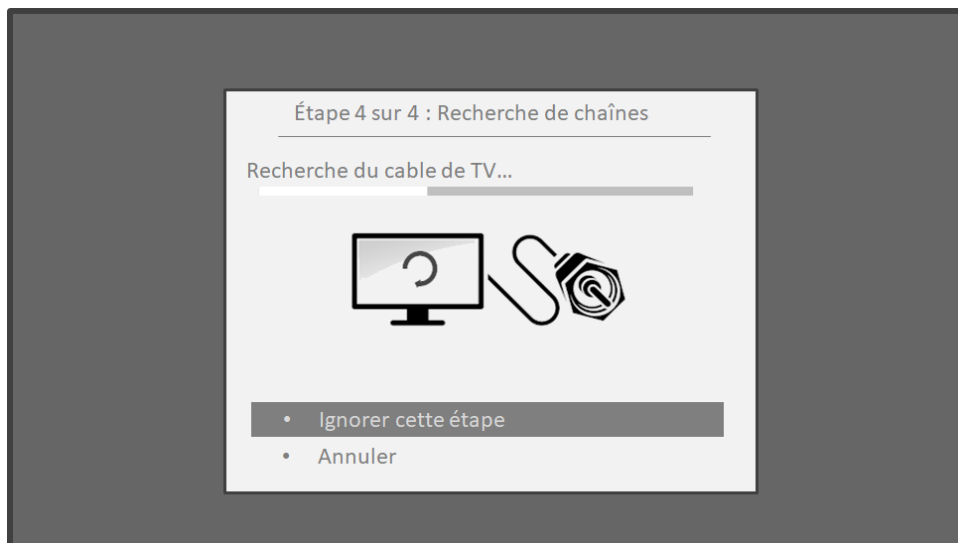 Étape 4 sur 4 : Recherche de chaînes
Recherche du cable de TV...
• Ignorer cette étape
• Annuler